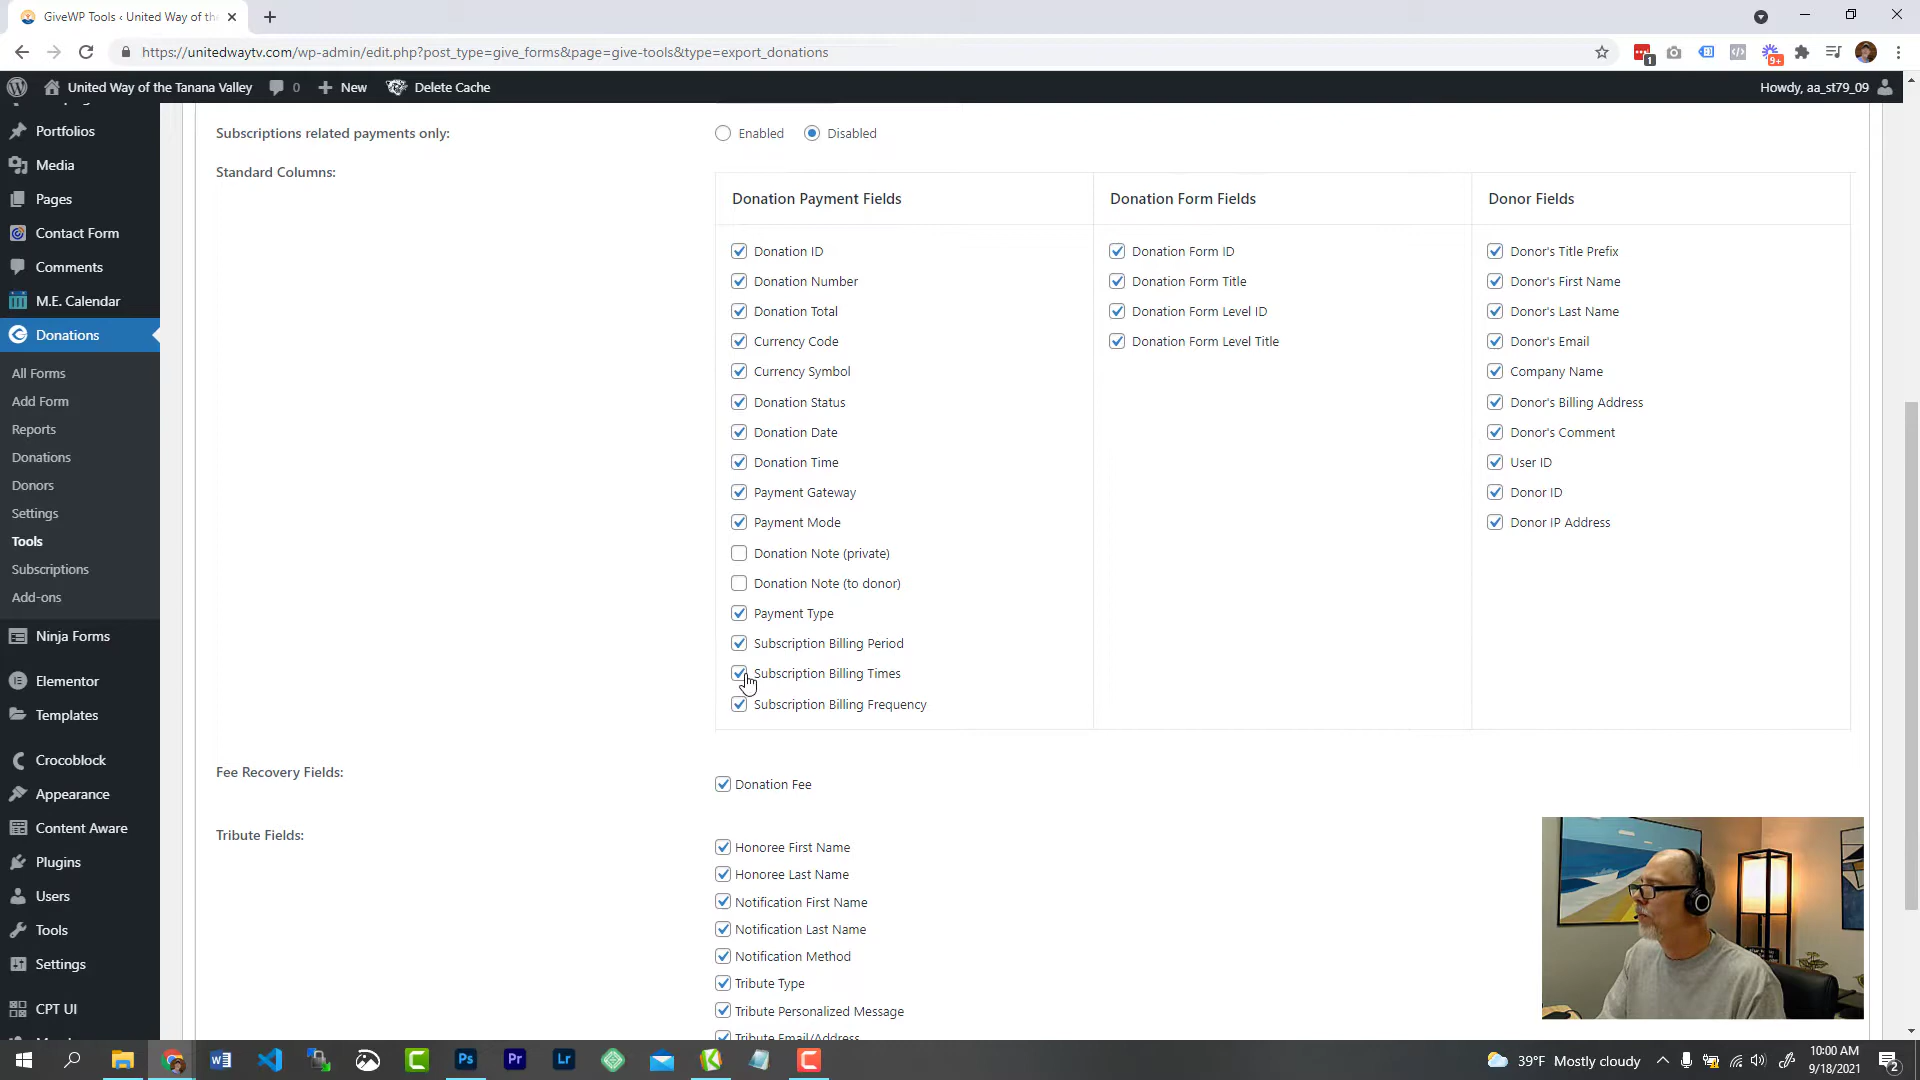 GiveWP Tools ‹ United Way of the
https://unitedwaytv.com/wp-admin/edit.php?post_type=give_forms&page=give-tools&type=export_donations
1
9+
United Way of the Tanana Valley
0
New
Delete Cache
Howdy, aa_st79_09
Portfolios
Media
Pages
Contact Form
Comments
M.E. Calendar
Donations
All Forms
Add Form
Reports
Donations
Donors
Settings
Tools
Subscriptions
Add-ons
Ninja Forms
Elementor
Templates
Crocoblock
Appearance
Content Aware
Plugins
Users
Tools
Settings
CPT UI
Subscriptions related payments only:
Enabled
Disabled
Standard Columns:
Donation Payment Fields
Donation ID
Donation Number
Donation Total
Currency Code
Currency Symbol
Donation Status
Donation Date
Donation Time
Payment Gateway
Payment Mode
Donation Note (private)
Donation Note (to donor)
Payment Type
Subscription Billing Period
Subscription Billing Times
Subscription Billing Frequency
Donation Form Fields
Donation Form ID
Donation Form Title
Donation Form Level ID
Donation Form Level Title
Donor Fields
Donor's Title Prefix
Donor's First Name
Donor's Last Name
Donor's Email
Company Name
Donor's Billing Address
Donor's Comment
User ID
Donor ID
Donor IP Address
Fee Recovery Fields:
Donation Fee
Tribute Fields:
Honoree First Name
Honoree Last Name
Notification First Name
Notification Last Name
Notification Method
Tribute Type
Tribute Personalized Message
Tribute Email/Address
Ps
Pr
Lr
39°F Mostly cloudy
10:00 AM
9/18/2021
2